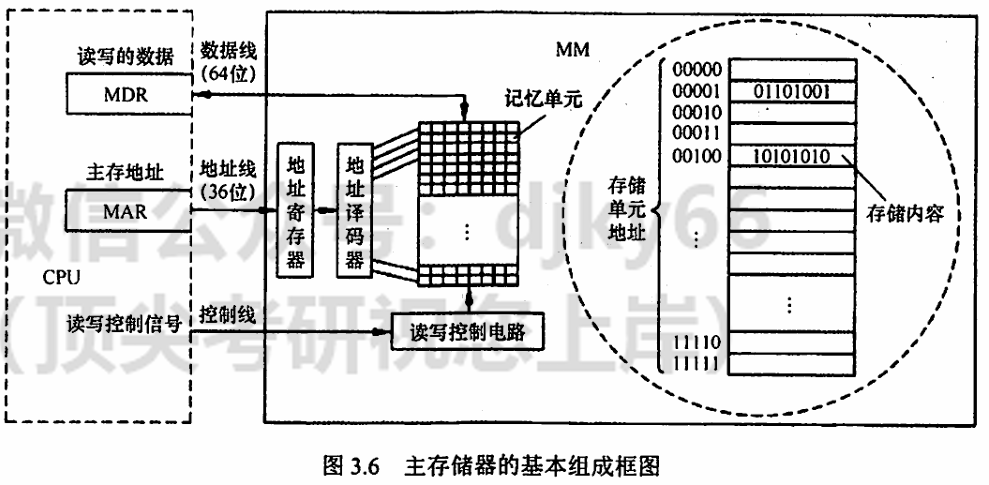 读写的数据
MDR
数据线
(64位)
主存地址
MAR
地址线
(36位)
CPU
读写控制信号
控制线
地址寄存器
地址译码器
记忆单元
⋮
读写控制电路
MM
存储单元地址
00000
00001 01101001
00010
00011
00100 10101010
存储内容
⋮
⋮
11110
11111
微信公众号：djky66
（顶尖考研祝您上岸）
图 3.6 主存储器的基本组成框图